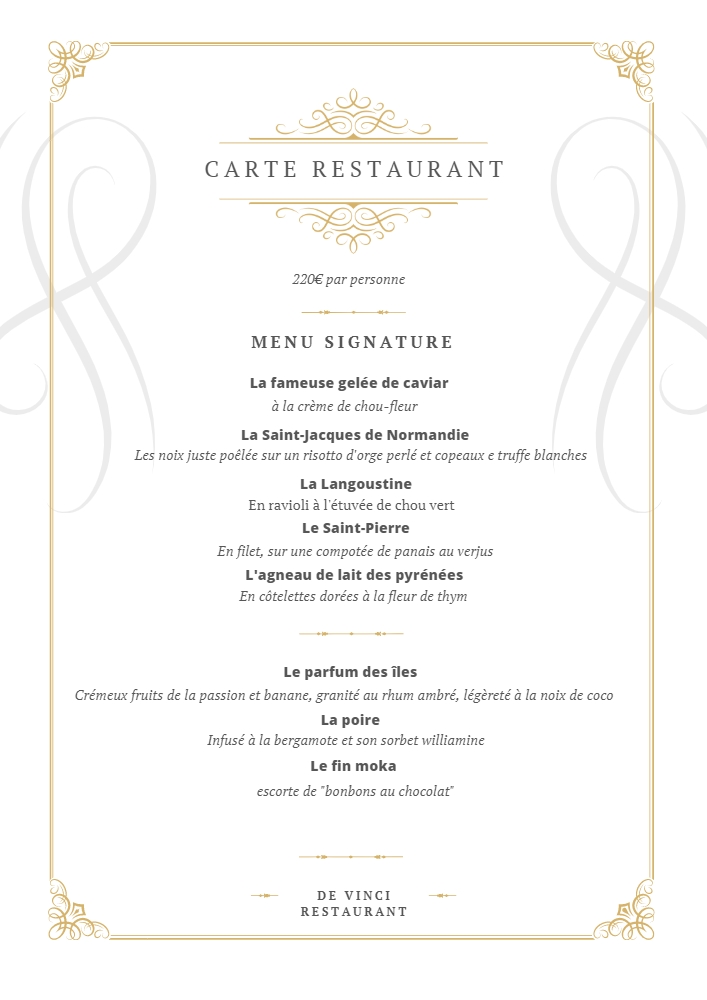 CARTE RESTAURANT
220€ par personne
MENU SIGNATURE
La fameuse gelée de caviar
à la crème de chou-fleur
La Saint-Jacques de Normandie
Les noix juste poêlée sur un risotto d'orge perlé et copeaux e truffe blanches
La Langoustine
En ravioli à l'étuvée de chou vert
Le Saint-Pierre
En filet, sur une compotée de panais au verjus
L'agneau de lait des pyrénées
En côtelettes dorées à la fleur de thym
Le parfum des îles
Crémeux fruits de la passion et banane, granité au rhum ambré, légèreté à la noix de coco
La poire
Infusé à la bergamote et son sorbet williamine
Le fin moka
escorte de "bonbons au chocolat"
DE VINCI
RESTAURANT